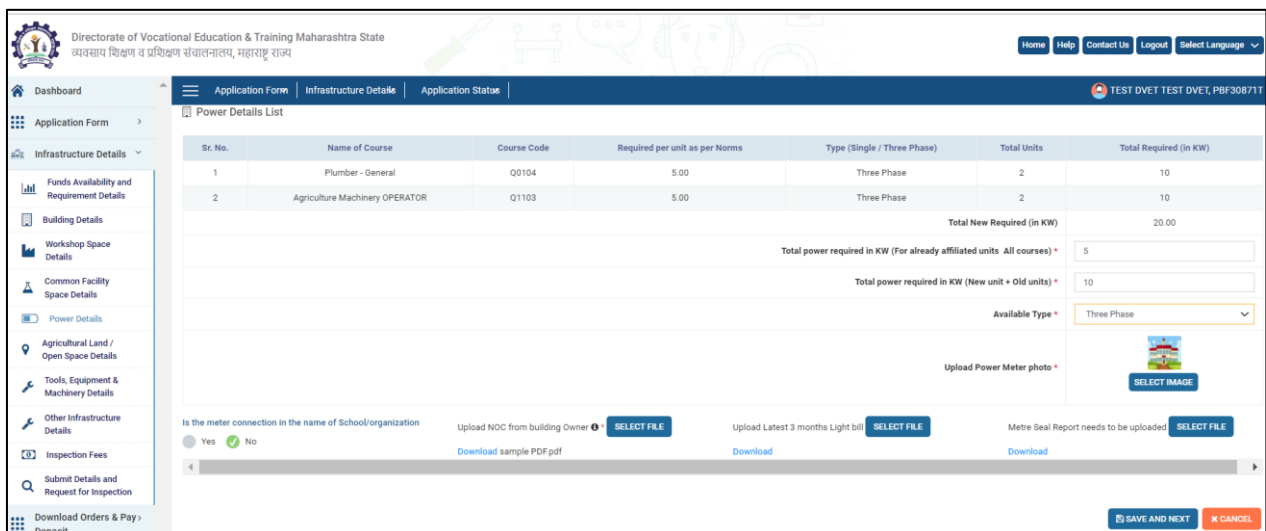 Directorate of Vocational Education & Training Maharashtra State
व्यवसाय शिक्षण व प्रशिक्षण संचालनालय, महाराष्ट्र राज्य
Home Help Contact Us Logout Select Language
Dashboard
Application Form
Infrastructure Details
Funds Availability and
Requirement Details
Building Details
Workshop Space
Details
Common Facility
Space Details
Power Details
Agricultural Land /
Open Space Details
Tools, Equipment &
Machinery Details
Other Infrastructure
Details
Inspection Fees
Submit Details and
Request for Inspection
Download Orders & Pay
Deposit
Application Form Infrastructure Details Application Status TEST DVET TEST DVET, PBF30871T
Power Details List
Sr. No. Name of Course Course Code Required per unit as per Norms Type (Single / Three Phase) Total Units Total Required (in KW)
1 Plumber - General Q0104 5.00 Three Phase 2 10
2 Agriculture Machinery OPERATOR Q1103 5.00 Three Phase 2 10
Total New Required (in KW) 20.00
Total power required in KW (For already affiliated units All courses) * 5
Total power required in KW (New unit + Old units) * 10
Available Type * Three Phase
Upload Power Meter photo *
SELECT IMAGE
Is the meter connection in the name of School/organization
Yes No
Upload NOC from building Owner * SELECT FILE
Download sample PDF.pdf
Upload Latest 3 months Light bill SELECT FILE
Download
Metre Seal Report needs to be uploaded SELECT FILE
Download
SAVE AND NEXT CANCEL